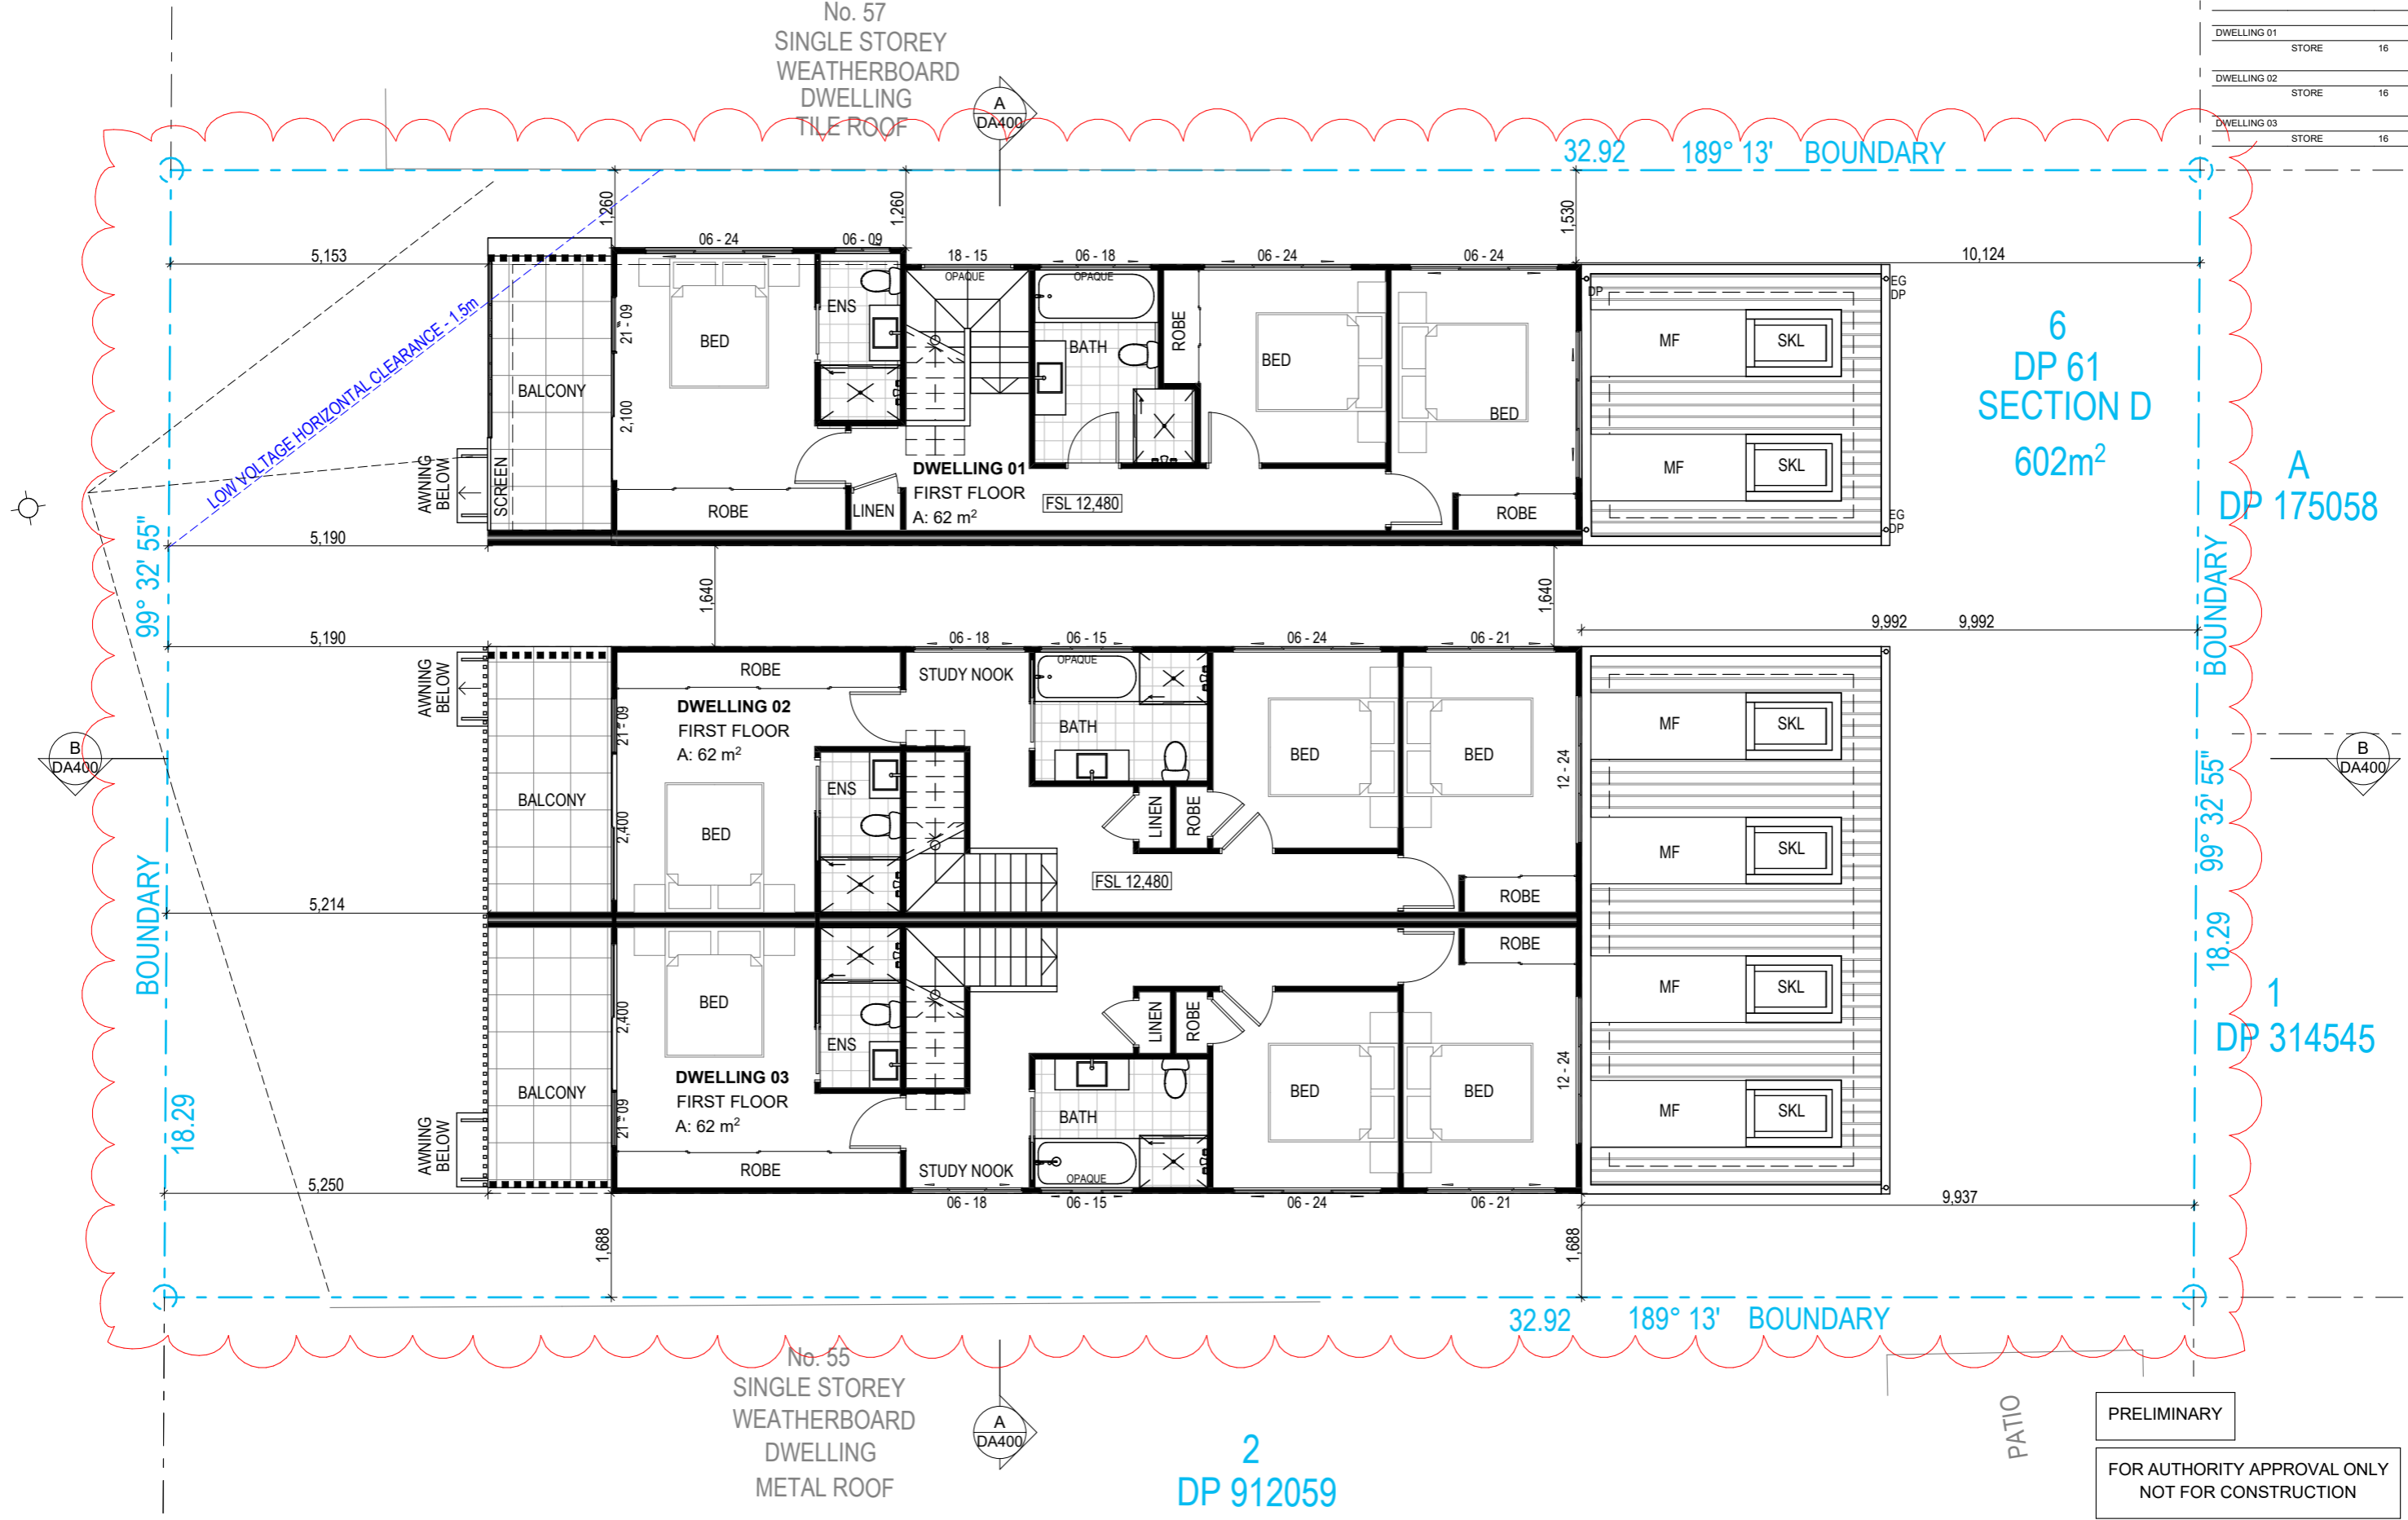 No. 57
SINGLE STOREY
WEATHERBOARD
DWELLING
TILE ROOF
A
DA400
DWELLING 01
STORE 16
DWELLING 02
STORE 16
DWELLING 03
STORE 16
32.92 189° 13' BOUNDARY
1,260
1,260
1,530
5,153
06 - 24
06 - 09
18 - 15
06 - 18
06 - 24
06 - 24
10,124
OPAQUE
OPAQUE
LOW VOLTAGE HORIZONTAL CLEARANCE - 1.5m
BALCONY
21 - 09
2,100
BED
ENS
BATH
ROBE
BED
BED
DP
EG
DP
MF
SKL
MF
SKL
EG
DP
6
DP 61
SECTION D
602m²
A
DP 175058
AWNING
BELOW
SCREEN
ROBE
LINEN
DWELLING 01
FIRST FLOOR
A: 62 m²
FSL 12,480
ROBE
5,190
99° 32' 55"
1,640
1,640
BOUNDARY
5,190
9,992
9,992
06 - 18
06 - 15
06 - 24
06 - 21
AWNING
BELOW
ROBE
STUDY NOOK
OPAQUE
DWELLING 02
FIRST FLOOR
A: 62 m²
21 - 09
BATH
BED
BED
12 - 24
MF
SKL
B
DA400
B
DA400
BALCONY
ENS
BED
2,400
LINEN
ROBE
MF
SKL
99° 32' 55"
FSL 12,480
ROBE
5,214
BOUNDARY
18.29
ROBE
BED
2,400
ENS
LINEN
ROBE
MF
SKL
1
DP 314545
DWELLING 03
FIRST FLOOR
A: 62 m²
BALCONY
21 - 09
BATH
BED
BED
12 - 24
MF
SKL
18.29
AWNING
BELOW
ROBE
STUDY NOOK
OPAQUE
5,250
06 - 18
06 - 15
06 - 24
06 - 21
9,937
1,688
1,688
32.92 189° 13' BOUNDARY
No. 55
SINGLE STOREY
WEATHERBOARD
DWELLING
METAL ROOF
A
DA400
2
DP 912059
PATIO
PRELIMINARY
FOR AUTHORITY APPROVAL ONLY
NOT FOR CONSTRUCTION